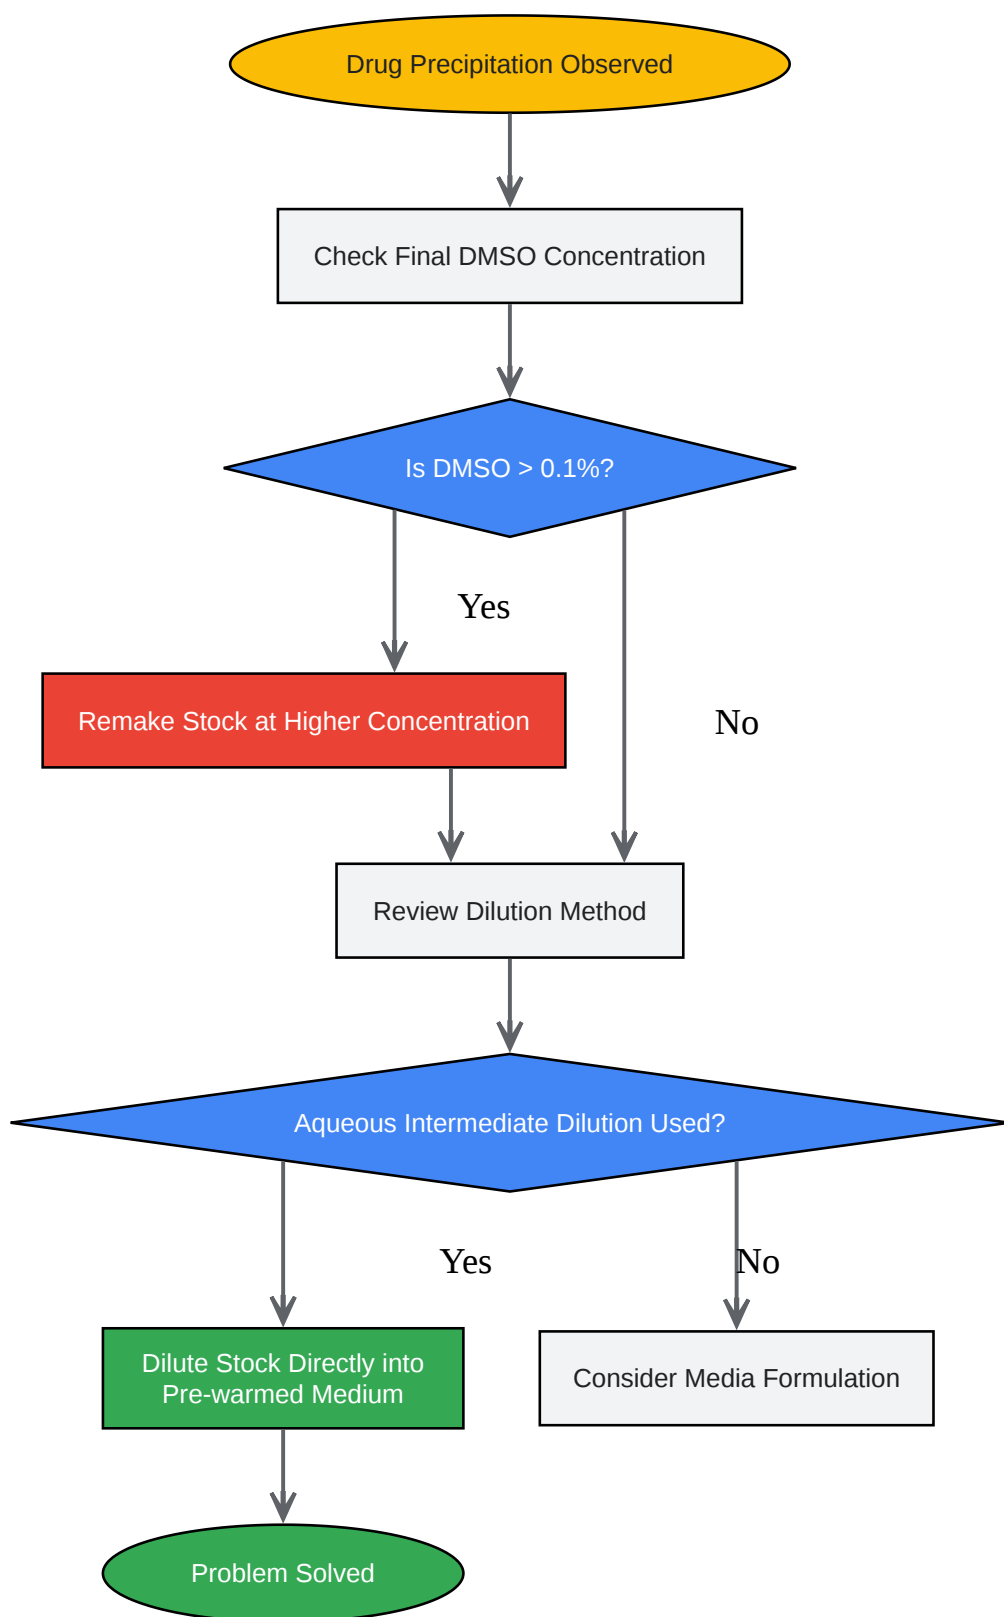 Drug Precipitation Observed
Check Final DMSO Concentration
Is DMSO > 0.1%?
Yes
Remake Stock at Higher Concentration
No
Review Dilution Method
Aqueous Intermediate Dilution Used?
Yes
No
Dilute Stock Directly into
Pre-warmed Medium
Consider Media Formulation
Problem Solved